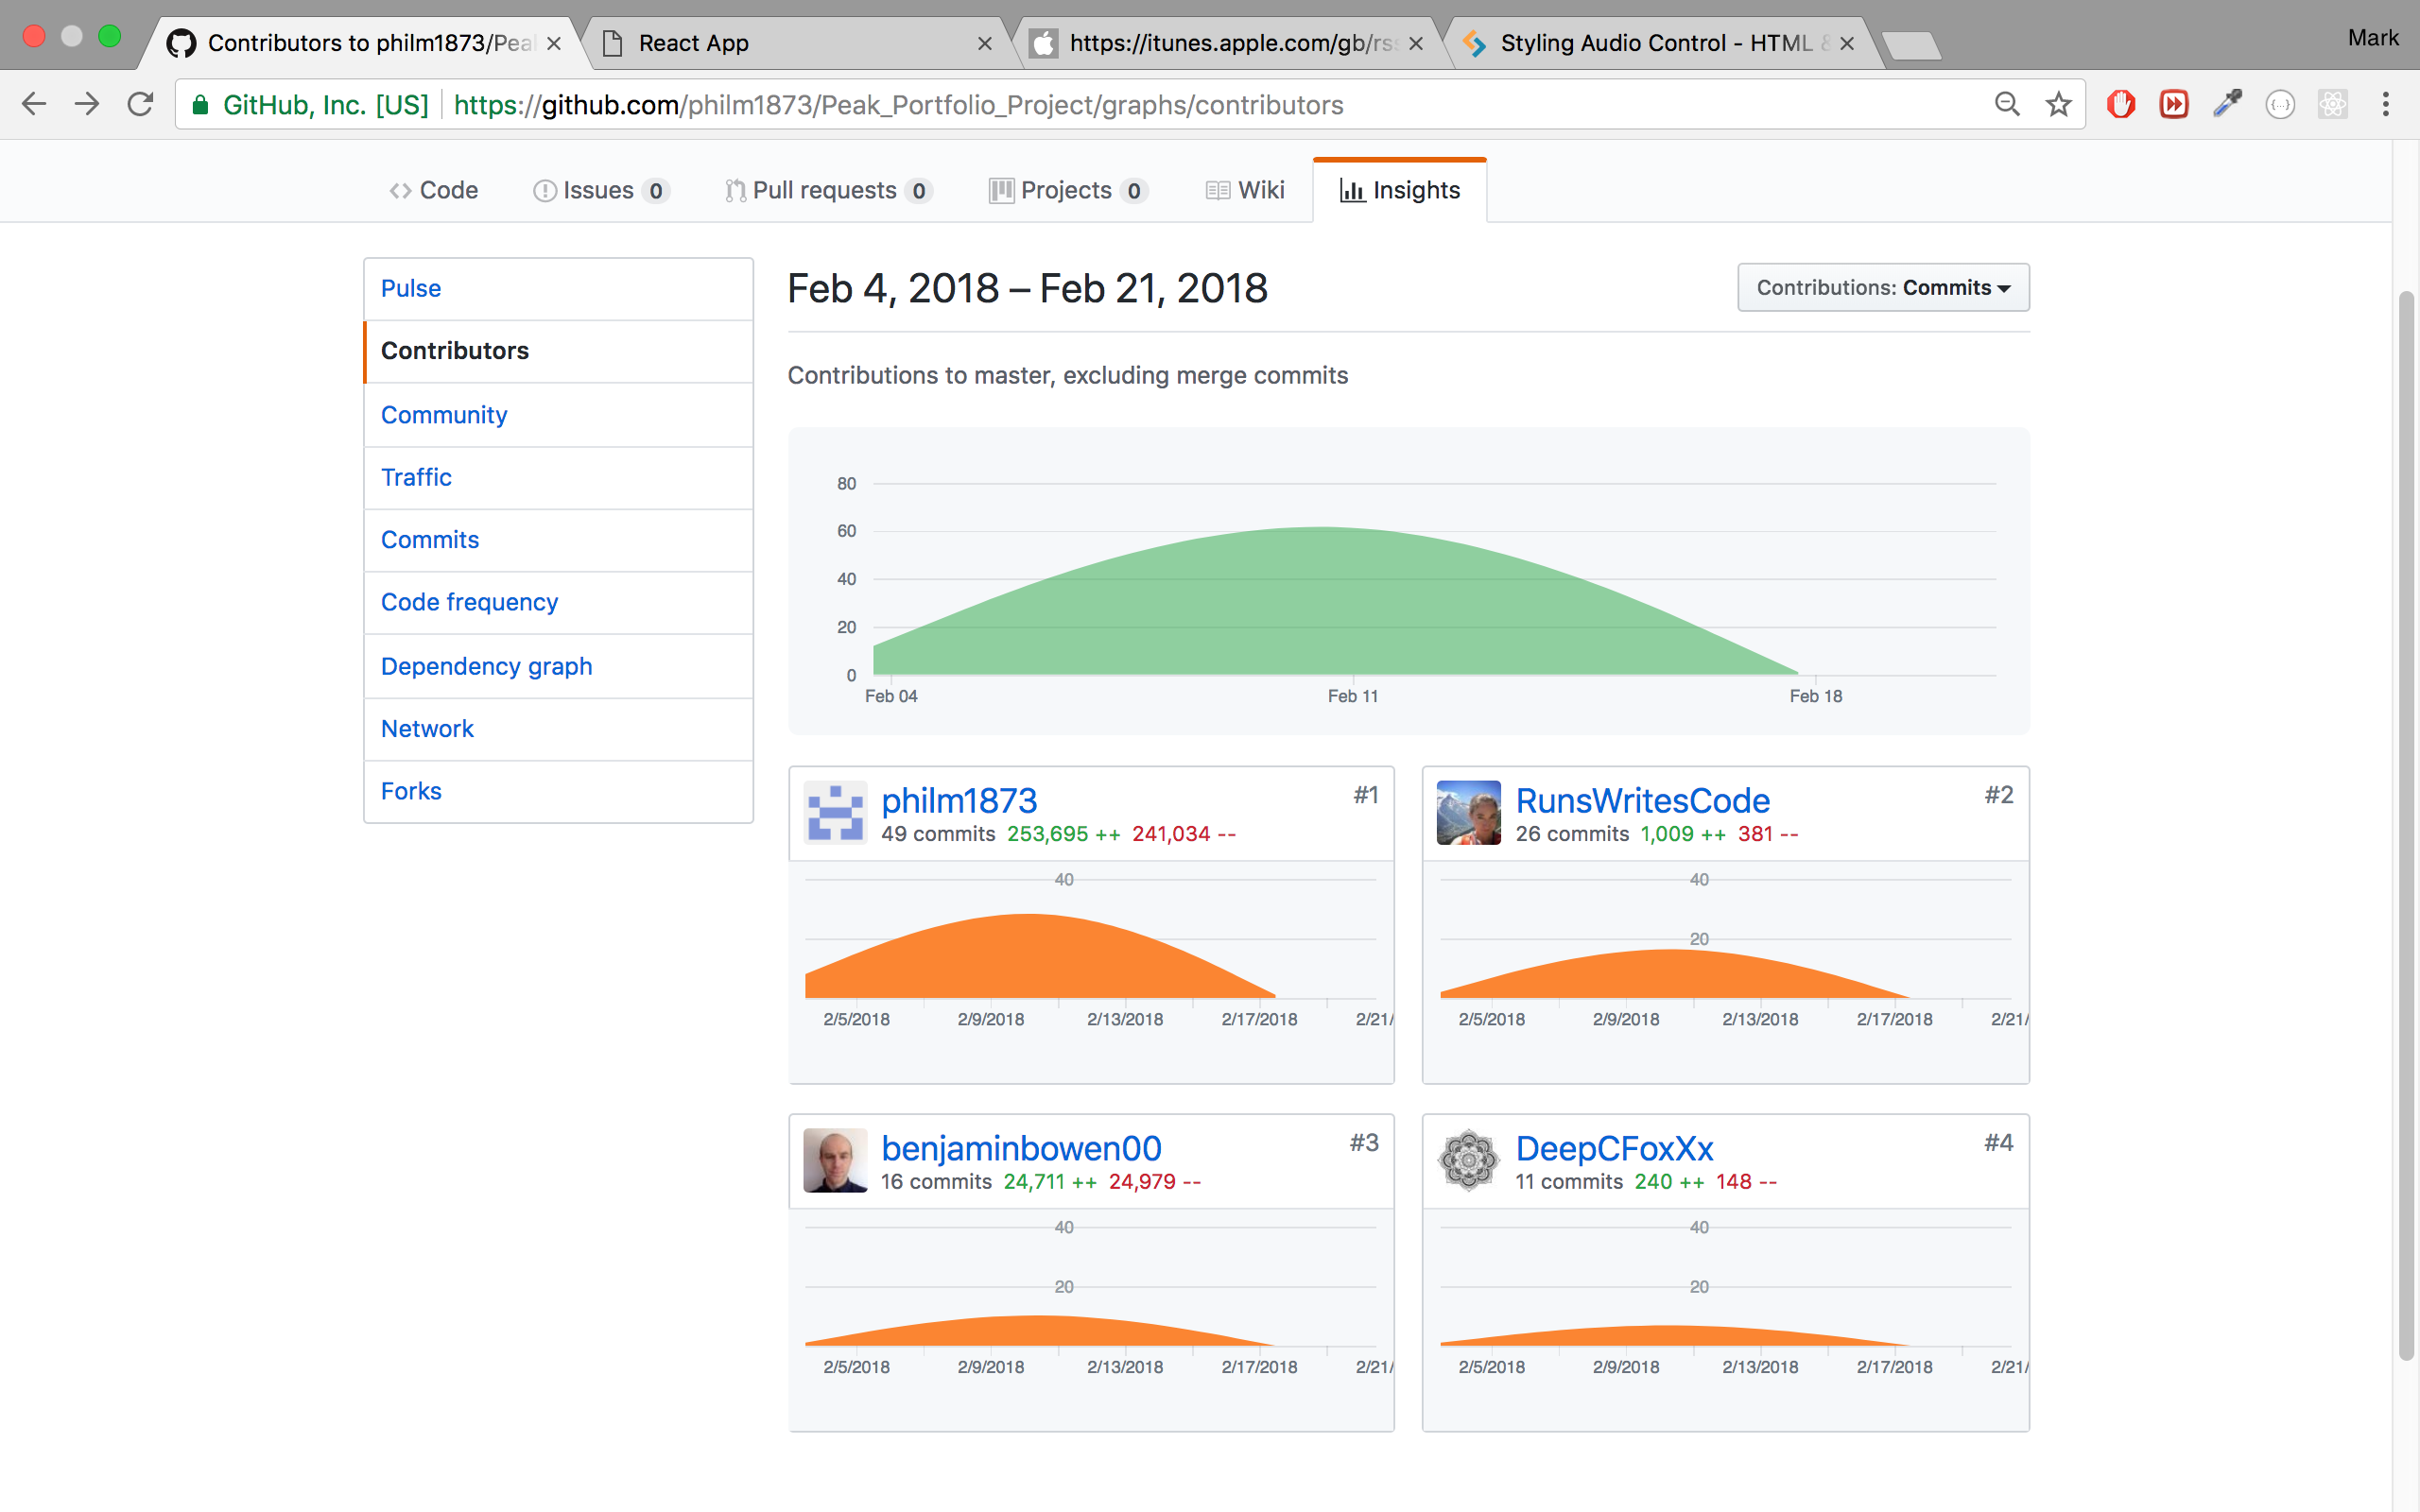 Contributors to philm1873/Pea
React App
https://itunes.apple.com/gb/rss
Styling Audio Control - HTML &
Mark
GitHub, Inc. [US]
https://github.com/philm1873/Peak_Portfolio_Project/graphs/contributors
Code
Issues 0
Pull requests 0
Projects 0
Wiki
Insights
Pulse
Contributors
Community
Traffic
Commits
Code frequency
Dependency graph
Network
Forks
Feb 4, 2018 – Feb 21, 2018
Contributions: Commits
Contributions to master, excluding merge commits
80
60
40
20
0
Feb 04
Feb 11
Feb 18
philm1873
#1
49 commits 253,695 ++ 241,034 --
40
2/5/2018
2/9/2018
2/13/2018
2/17/2018
2/21/
RunsWritesCode
#2
26 commits 1,009 ++ 381 --
40
20
2/5/2018
2/9/2018
2/13/2018
2/17/2018
2/21/
benjaminbowen00
#3
16 commits 24,711 ++ 24,979 --
40
20
2/5/2018
2/9/2018
2/13/2018
2/17/2018
2/21/
DeepCFoxXx
#4
11 commits 240 ++ 148 --
40
20
2/5/2018
2/9/2018
2/13/2018
2/17/2018
2/21/